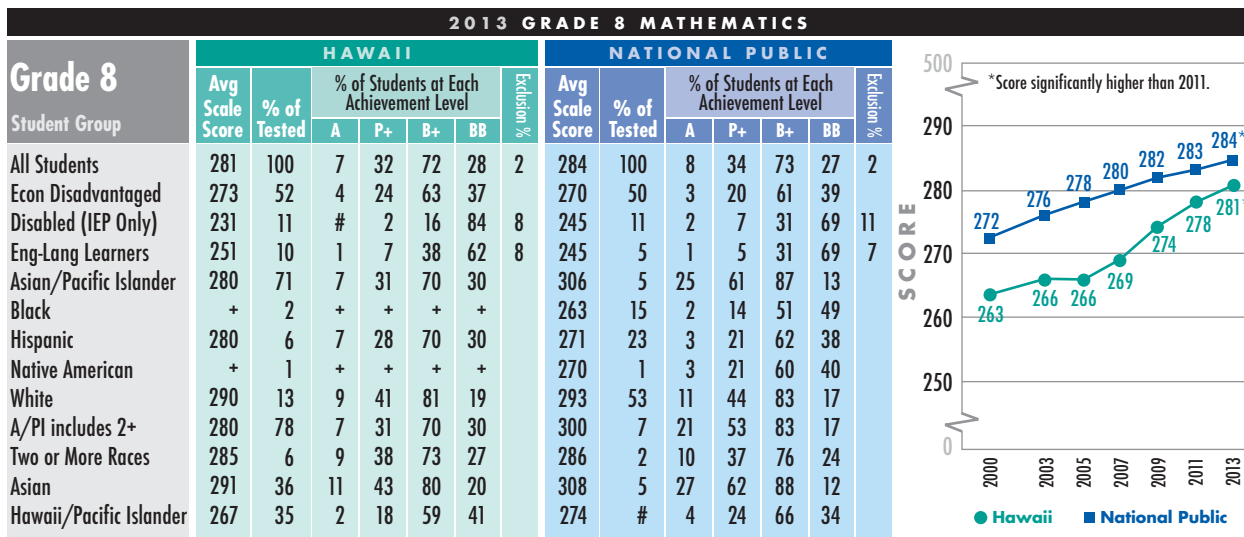 2013 GRADE 8 MATHEMATICS
Grade 8
Student Group
HAWAII
Avg Scale Score % of Tested % of Students at Each Achievement Level Exclusion %
A P+ B+ BB
NATIONAL PUBLIC
Avg Scale Score % of Tested % of Students at Each Achievement Level Exclusion %
A P+ B+ BB
All Students 281 100 7 32 72 28 2 284 100 8 34 73 27 2
Econ Disadvantaged 273 52 4 24 63 37 270 50 3 20 61 39
Disabled (IEP Only) 231 11 # 2 16 84 8 245 11 2 7 31 69 11
Eng-Lang Learners 251 10 1 7 38 62 8 245 5 1 5 31 69 7
Asian/Pacific Islander 280 71 7 31 70 30 306 5 25 61 87 13
Black + 2 + + + + 263 15 2 14 51 49
Hispanic 280 6 7 28 70 30 271 23 3 21 62 38
Native American + 1 + + + + 270 1 3 21 60 40
White 290 13 9 41 81 19 293 53 11 44 83 17
A/PI includes 2+ 280 78 7 31 70 30 300 7 21 53 83 17
Two or More Races 285 6 9 38 73 27 286 2 10 37 76 24
Asian 291 36 11 43 80 20 308 5 27 62 88 12
Hawaii/Pacific Islander 267 35 2 18 59 41 274 # 4 24 66 34
*Score significantly higher than 2011.
SCORE
500
290
280
270
260
250
0
272 276 278 280 282 283 284*
263 266 266 269 274 278 281*
2000 2003 2005 2007 2009 2011 2013
Hawaii National Public